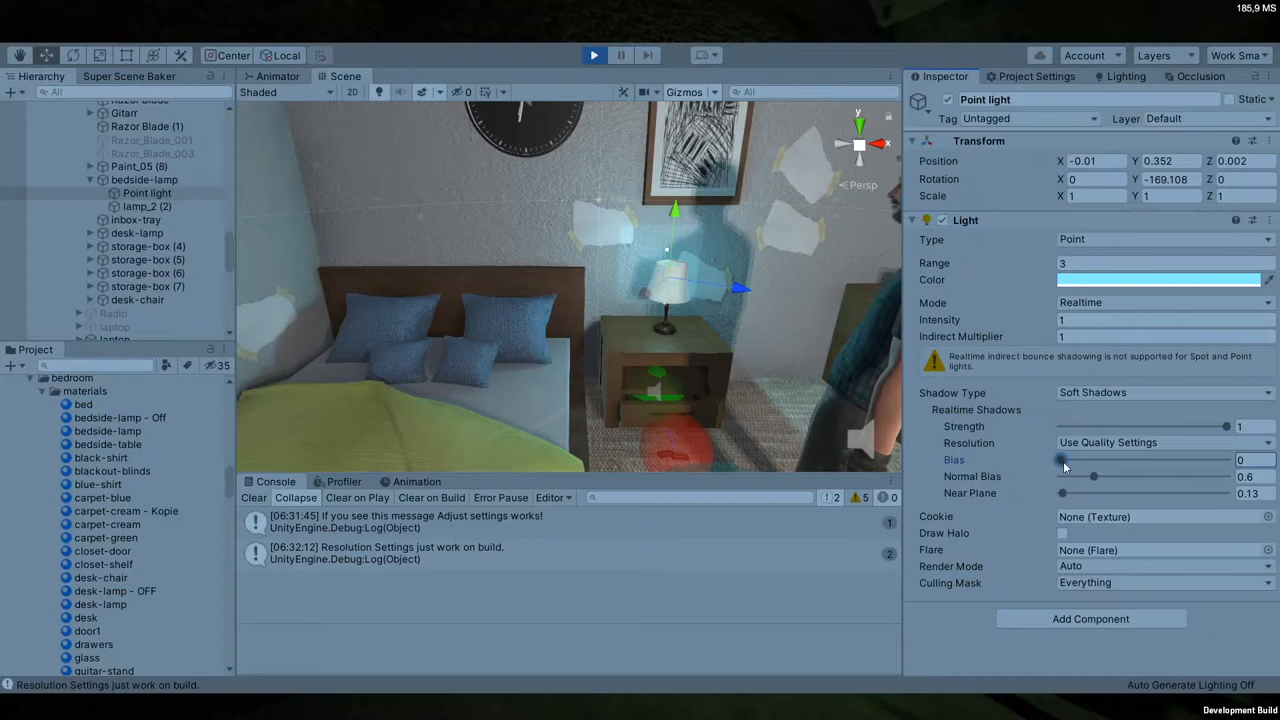 185,9 MS
Center
Local
Account
Layers
Work Sma
Hierarchy
Super Scene Baker
Animator
Scene
Inspector
Project Settings
Lighting
Occlusion
All
Shaded
2D
0
Gizmos
All
Point light
Static
Tag Untagged
Layer Default
Razor Blade
Gitarr
Razor Blade (1)
Razor_Blade_001
Razor_Blade_003
Paint_05 (8)
bedside-lamp
Point light
lamp_2 (2)
inbox-tray
desk-lamp
storage-box (4)
storage-box (5)
storage-box (6)
storage-box (7)
desk-chair
Radio
laptop
laptop
y
x
Persp
Transform
Position X -0.01 Y 0.352 Z 0.002
Rotation X 0 Y -169.108 Z 0
Scale X 1 Y 1 Z 1
Light
Type Point
Range 3
Color
Mode Realtime
Intensity 1
Indirect Multiplier 1
Realtime indirect bounce shadowing is not supported for Spot and Point
lights.
Shadow Type Soft Shadows
Realtime Shadows
Strength 1
Resolution Use Quality Settings
Bias 0
Normal Bias 0.6
Near Plane 0.13
Cookie None (Texture)
Draw Halo
Flare None (Flare)
Render Mode Auto
Culling Mask Everything
Add Component
Project
35
bedroom
materials
bed
bedside-lamp - Off
bedside-lamp
bedside-table
black-shirt
blackout-blinds
blue-shirt
carpet-blue
carpet-cream - Kopie
carpet-cream
carpet-green
closet-door
closet-shelf
desk-chair
desk-lamp - OFF
desk-lamp
desk
door1
drawers
glass
guitar-stand
Console
Profiler
Animation
Clear
Collapse
Clear on Play
Clear on Build
Error Pause
Editor
2
5
0
[06:31:45] If you see this message Adjust settings works!
UnityEngine.Debug:Log(Object)
1
[06:32:12] Resolution Settings just work on build.
UnityEngine.Debug:Log(Object)
2
Resolution Settings just work on build.
Auto Generate Lighting Off
Development Build